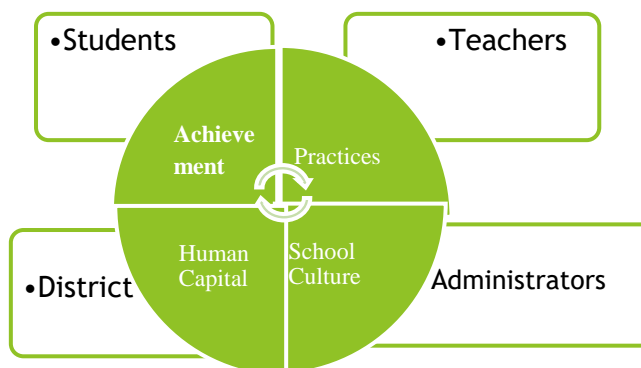 •Students
•Teachers
Achieve
ment
Practices
Human
Capital
School
Culture
•District
Administrators